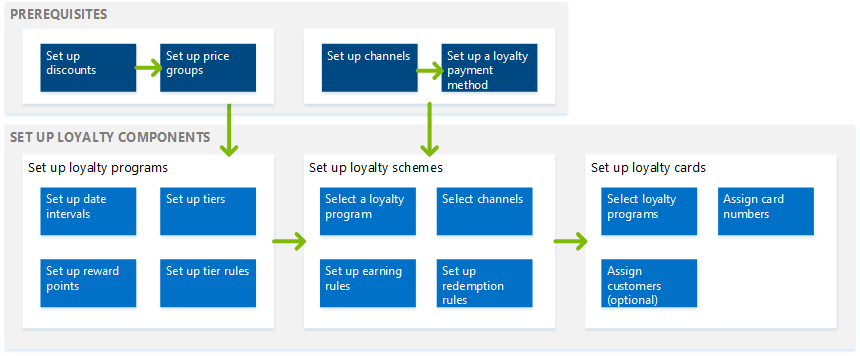 PREREQUISITES
Set up
discounts
Set up price
groups
Set up channels
Set up a loyalty
payment
method
SET UP LOYALTY COMPONENTS
Set up loyalty programs
Set up date
intervals
Set up tiers
Set up reward
points
Set up tier rules
Set up loyalty schemes
Select a loyalty
program
Select channels
Set up earning
rules
Set up
redemption
rules
Set up loyalty cards
Select loyalty
programs
Assign card
numbers
Assign
customers
(optional)